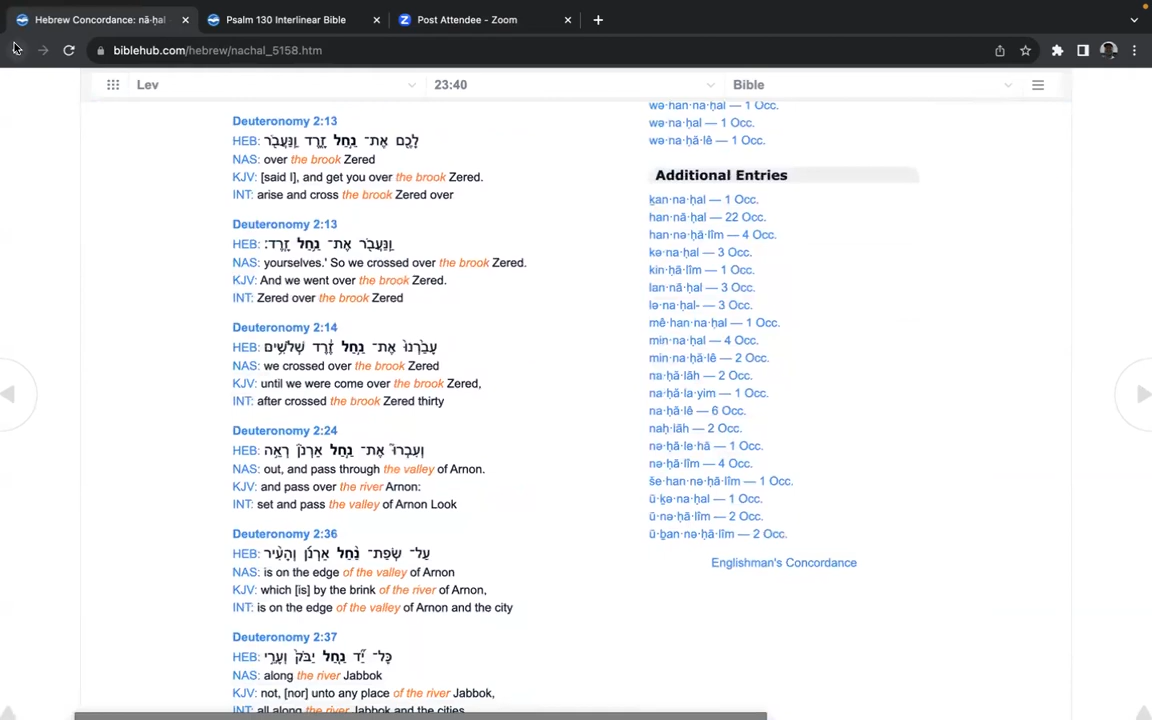 Hebrew Concordance: nā·ḥal
Psalm 130 Interlinear Bible
Post Attendee - Zoom
biblehub.com/hebrew/nachal_5158.htm
Lev
23:40
Bible
Deuteronomy 2:13
HEB: לָכֶ֖ם אֶת־ נַ֣חַל זָ֑רֶד וַֽנַּעֲבֹ֖ר
NAS: over the brook Zered
KJV: [said I], and get you over the brook Zered.
INT: arise and cross the brook Zered over
Deuteronomy 2:13
HEB: וַֽנַּעֲבֹ֖ר אֶת־ נַ֥חַל זָֽרֶד׃
NAS: yourselves.' So we crossed over the brook Zered.
KJV: And we went over the brook Zered.
INT: Zered over the brook Zered
Deuteronomy 2:14
HEB: עָבַ֙רְנוּ֙ אֶת־ נַ֣חַל זֶ֔רֶד שְׁלֹשִׁ֥ים
NAS: we crossed over the brook Zered
KJV: until we were come over the brook Zered,
INT: after crossed the brook Zered thirty
Deuteronomy 2:24
HEB: וְעִבְרוּ֮ אֶת־ נַ֣חַל אַרְנֹן֒ רְאֵ֣ה
NAS: out, and pass through the valley of Arnon.
KJV: and pass over the river Arnon:
INT: set and pass the valley of Arnon Look
Deuteronomy 2:36
HEB: עַל־ שְׂפַת־ נַ֨חַל אַרְנֹ֜ן וְהָעִ֨יר
NAS: is on the edge of the valley of Arnon
KJV: which [is] by the brink of the river of Arnon,
INT: is on the edge of the valley of Arnon and the city
Deuteronomy 2:37
HEB: כָּל־ יַ֞ד נַ֤חַל יַבֹּק֙ וְעָרֵ֣י
NAS: along the river Jabbok
KJV: not, [nor] unto any place of the river Jabbok,
INT: all along the river Jabbok and the cities
wə·han·na·ḥal — 1 Occ.
wə·na·ḥal — 1 Occ.
wə·na·ḥă·lê — 1 Occ.
Additional Entries
ḵan·na·ḥal — 1 Occ.
han·nā·ḥal — 22 Occ.
han·nə·ḥā·lîm — 4 Occ.
kə·na·ḥal — 3 Occ.
kin·ḥā·lîm — 1 Occ.
lan·nā·ḥal — 3 Occ.
lə·na·ḥal- — 3 Occ.
mê·han·na·ḥal — 1 Occ.
min·na·ḥal — 4 Occ.
min·na·ḥă·lê — 2 Occ.
na·ḥă·lāh — 2 Occ.
na·ḥă·la·yim — 1 Occ.
na·ḥă·lê — 6 Occ.
naḥ·lāh — 2 Occ.
nə·ḥā·le·hā — 1 Occ.
nə·ḥā·lîm — 4 Occ.
še·han·nə·ḥā·lîm — 1 Occ.
ū·ḵə·na·ḥal — 1 Occ.
ū·nə·ḥā·lîm — 2 Occ.
ū·ḇan·nə·ḥā·lîm — 2 Occ.
Englishman's Concordance